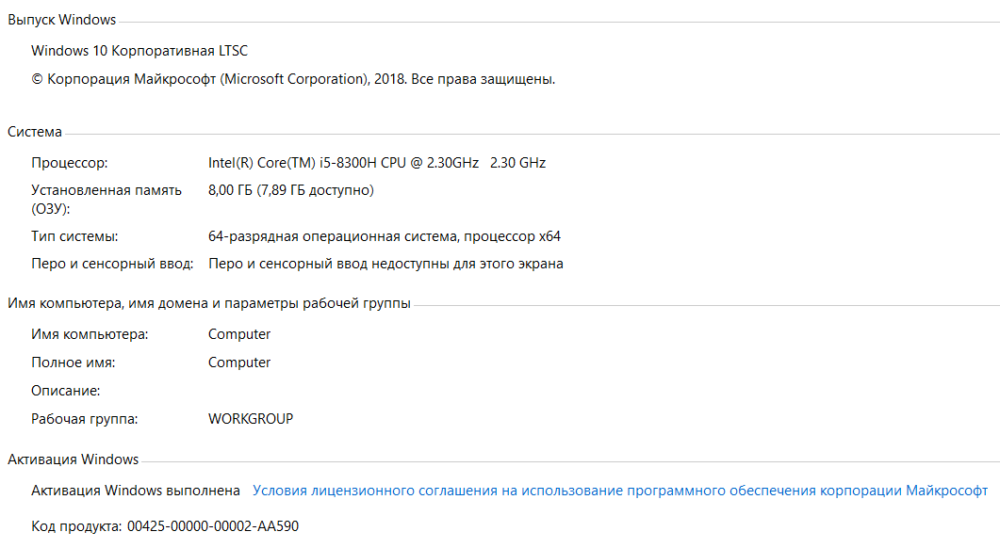 Выпуск Windows
Windows 10 Корпоративная LTSC
© Корпорация Майкрософт (Microsoft Corporation), 2018. Все права защищены.
Система
Процессор: Intel(R) Core(TM) i5-8300H CPU @ 2.30GHz 2.30 GHz
Установленная память 8,00 ГБ (7,89 ГБ доступно)
(ОЗУ):
Тип системы: 64-разрядная операционная система, процессор x64
Перо и сенсорный ввод: Перо и сенсорный ввод недоступны для этого экрана
Имя компьютера, имя домена и параметры рабочей группы
Имя компьютера: Computer
Полное имя: Computer
Описание:
Рабочая группа: WORKGROUP
Активация Windows
Активация Windows выполнена Условия лицензионного соглашения на использование программного обеспечения корпорации Майкрософт
Код продукта: 00425-00000-00002-AA590